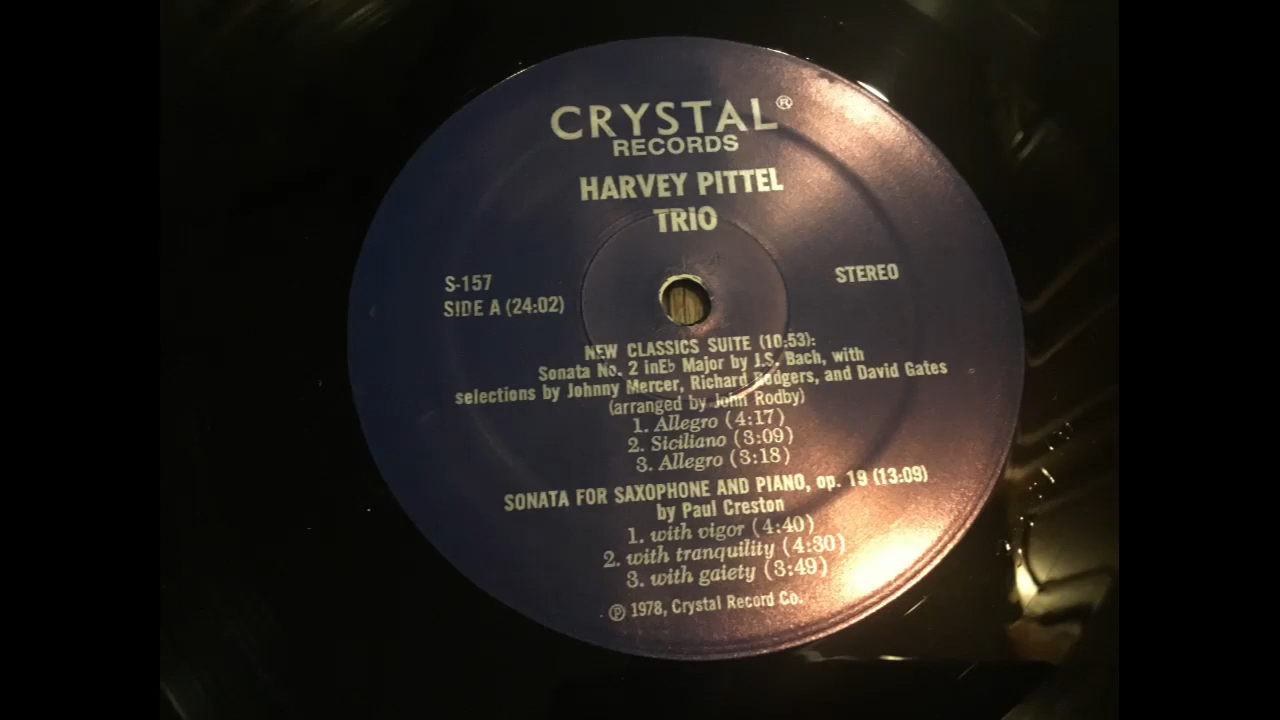 CRYSTAL®
RECORDS
HARVEY PITTEL
TRIO
S-157
SIDE A (24:02)
STEREO
NEW CLASSICS SUITE (10:53):
Sonata No. 2 inE♭ Major by J.S. Bach, with
selections by Johnny Mercer, Richard Rodgers, and David Gates
(arranged by John Rodby)
1. Allegro (4:17)
2. Siciliano (3:09)
3. Allegro (3:18)
SONATA FOR SAXOPHONE AND PIANO, op. 19 (13:09)
by Paul Creston
1. with vigor (4:40)
2. with tranquility (4:30)
3. with gaiety (3:49)
℗ 1978, Crystal Record Co.